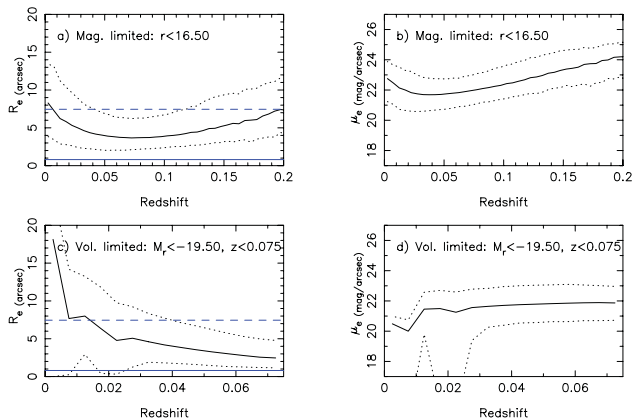 a) Mag. limited: r<16.50
R_e (arcsec)
20
15
10
5
0
0 0.05 0.1 0.15 0.2
Redshift
b) Mag. limited: r<16.50
μ_e (mag/arcsec)
26
24
22
20
18
0 0.05 0.1 0.15 0.2
Redshift
c) Vol. limited: M_r<−19.50, z<0.075
R_e (arcsec)
20
15
10
5
0
0 0.02 0.04 0.06
Redshift
d) Vol. limited: M_r<−19.50, z<0.075
μ_e (mag/arcsec)
26
24
22
20
18
0 0.02 0.04 0.06
Redshift